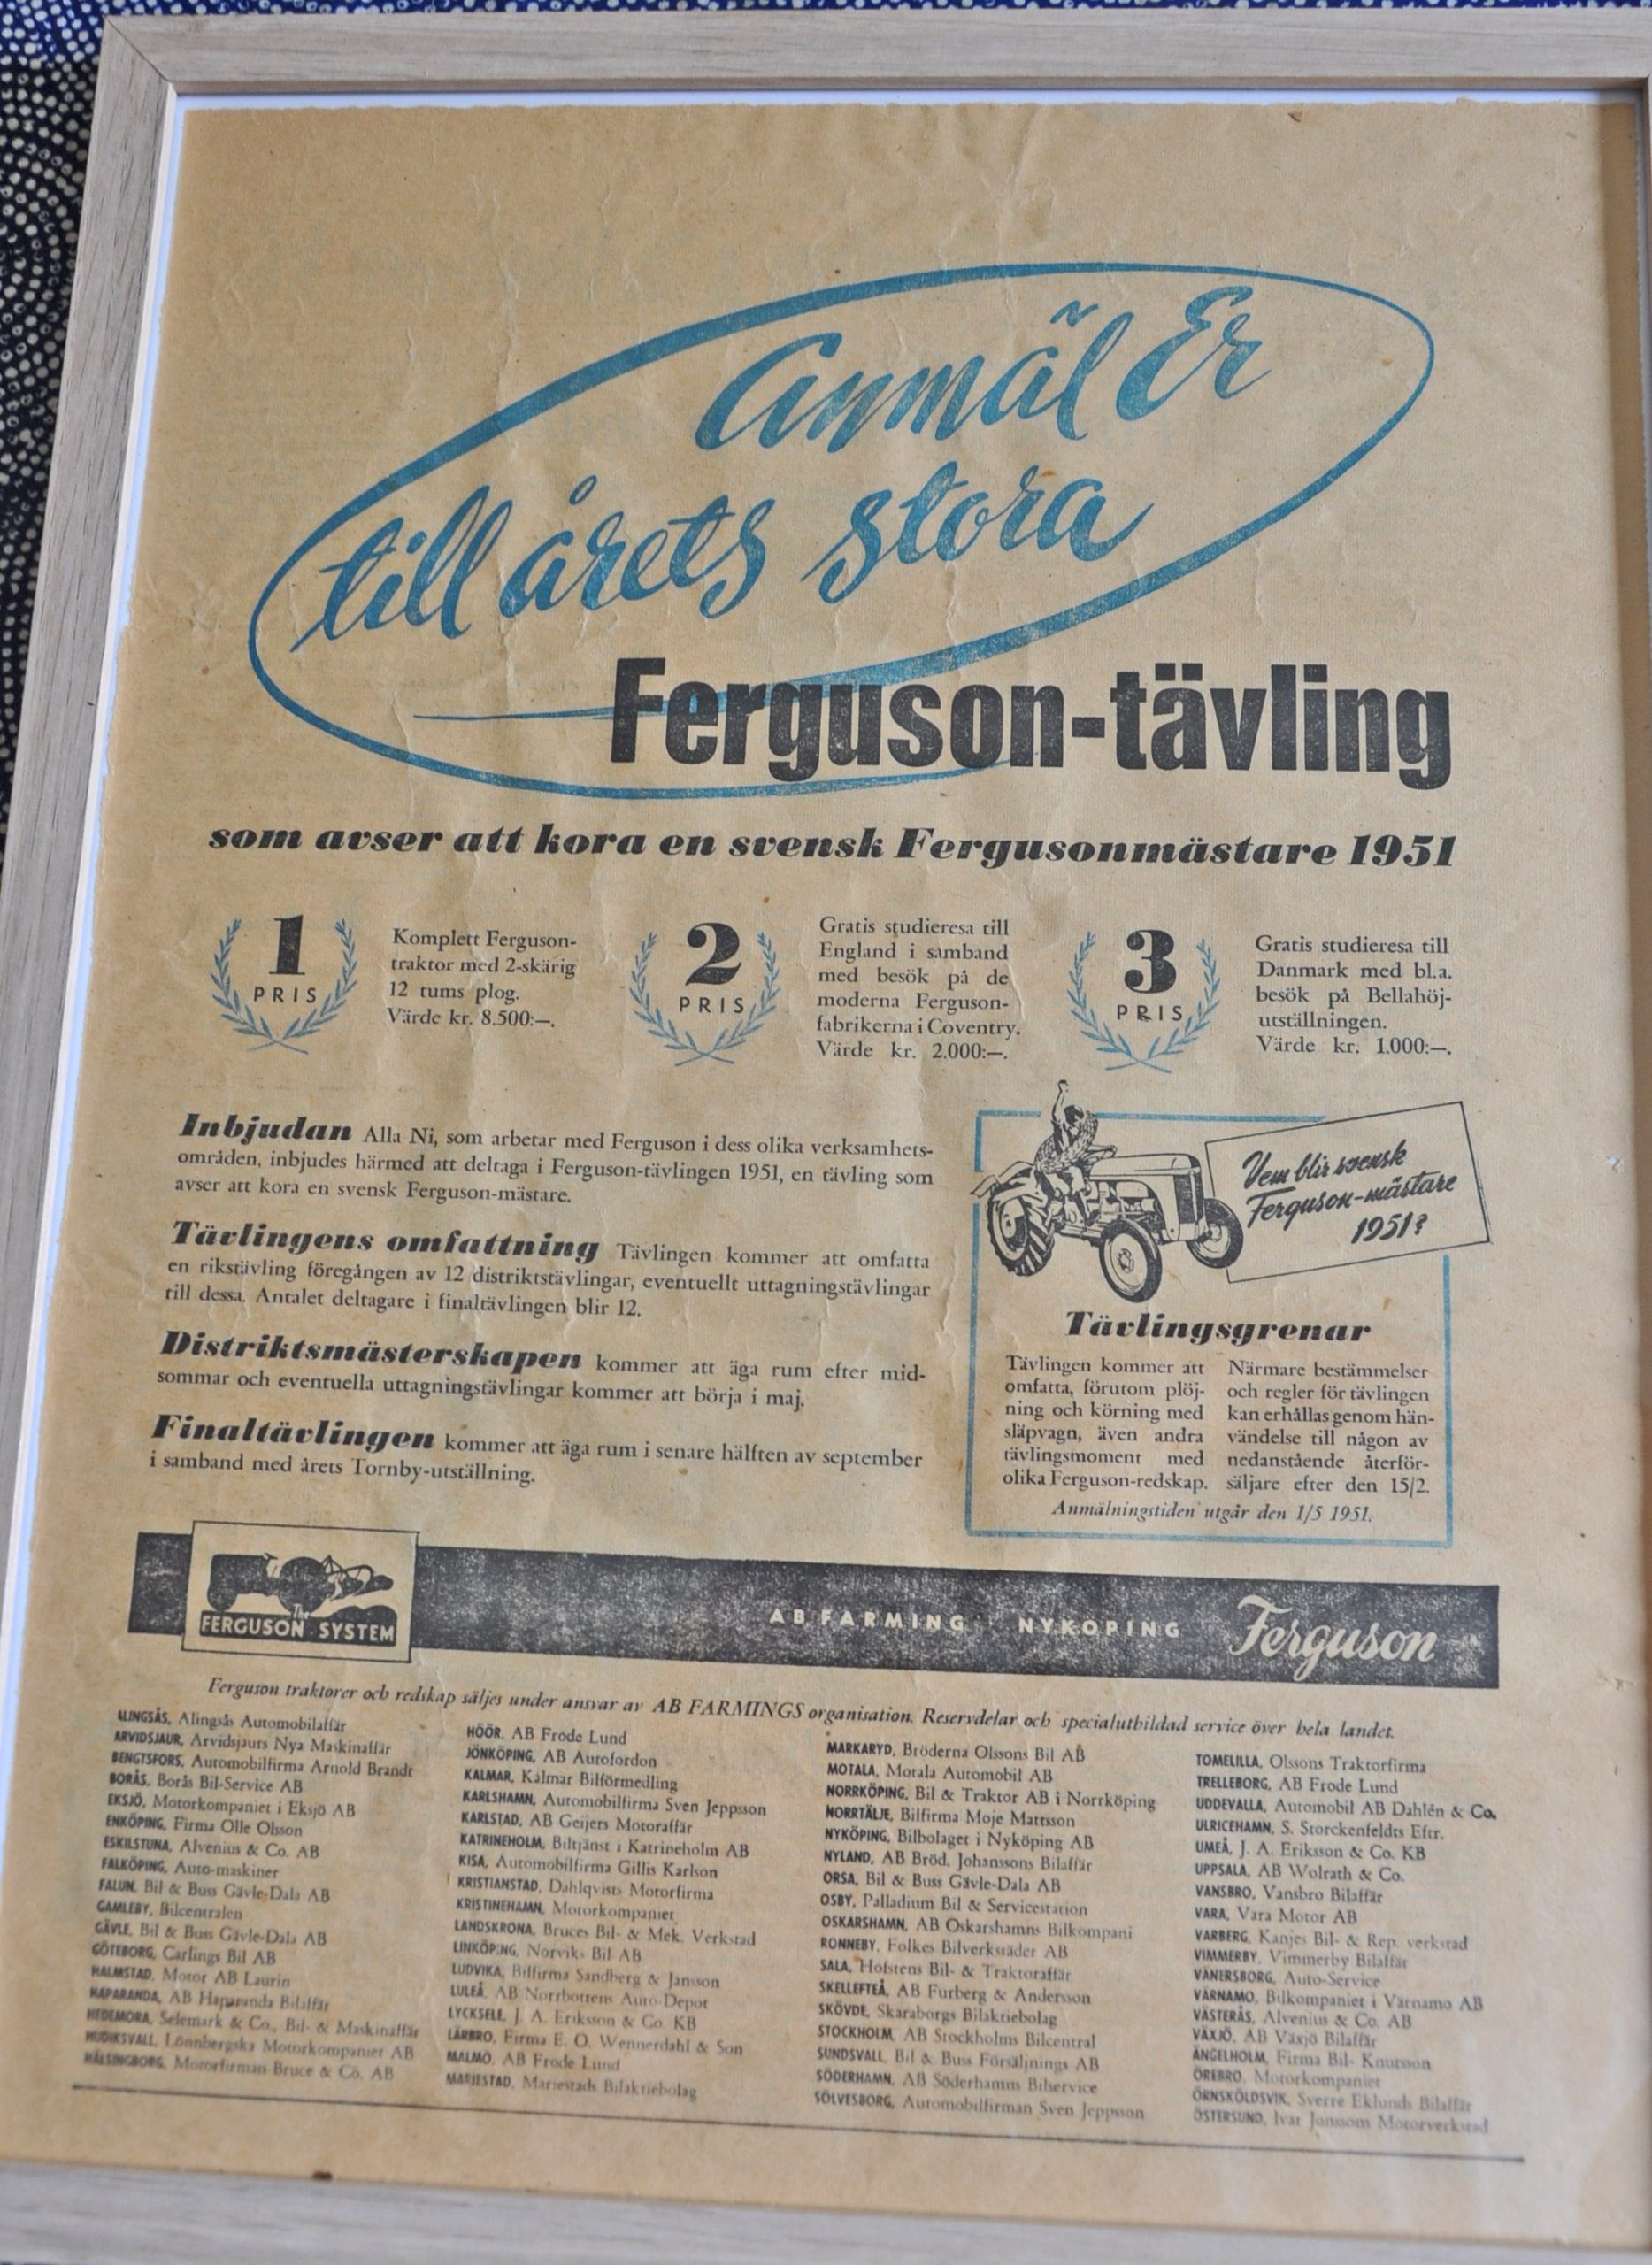 Anmäl Er
till årets stora
Ferguson-tävling
som avser att kora en svensk Fergusonmästare 1951
1
PRIS
Komplett Ferguson-
traktor med 2-skärig
12 tums plog.
Värde kr. 8.500:—.
2
PRIS
Gratis studieresa till
England i samband
med besök på de
moderna Ferguson-
fabrikerna i Coventry.
Värde kr. 2.000:—.
3
PRIS
Gratis studieresa till
Danmark med bl.a.
besök på Bellahöj-
utställningen.
Värde kr. 1.000:—.
Inbjudan Alla Ni, som arbetar med Ferguson i dess olika verksamhets-
områden, inbjudes härmed att deltaga i Ferguson-tävlingen 1951, en tävling som
avser att kora en svensk Ferguson-mästare.
Tävlingens omfattning Tävlingen kommer att omfatta
en rikstävling föregången av 12 distriktstävlingar, eventuellt uttagningstävlingar
till dessa. Antalet deltagare i finaltävlingen blir 12.
Distriktsmästerskapen kommer att äga rum efter mid-
sommar och eventuella uttagningstävlingar kommer att börja i maj.
Finaltävlingen kommer att äga rum i senare hälften av september
i samband med årets Tornby-utställning.
Vem blir svensk
Ferguson-mästare
1951?
Tävlingsgrenar
Tävlingen kommer att
omfatta, förutom plöj-
ning och körning med
släpvagn, även andra
tävlingsmoment med
olika Ferguson-redskap.
Närmare bestämmelser
och regler för tävlingen
kan erhållas genom hän-
vändelse till någon av
nedanstående återför-
säljare efter den 15/2.
Anmälningstiden utgår den 1/5 1951.
The
FERGUSON SYSTEM
AB FARMING NYKÖPING
Ferguson
Ferguson traktorer och redskap säljes under ansvar av AB FARMINGS organisation. Reservdelar och specialutbildad service över hela landet.
ALINGSÅS, Alingsås Automobilaffär
ARVIDSJAUR, Arvidsjaurs Nya Maskinaffär
BENGTSFORS, Automobilfirma Arnold Brandt
BORÅS, Borås Bil-Service AB
EKSJÖ, Motorkompaniet i Eksjö AB
ENKÖPING, Firma Olle Olsson
ESKILSTUNA, Alvenius & Co. AB
FALKÖPING, Auto-maskiner
FALUN, Bil & Buss Gävle-Dala AB
GAMLEBY, Bilcentralen
GÄVLE, Bil & Buss Gävle-Dala AB
GÖTEBORG, Carlings Bil AB
HALMSTAD, Motor AB Laurin
HAPARANDA, AB Haparanda Bilaffär
HEDEMORA, Selemark & Co., Bil- & Maskinaffär
HUDIKSVALL, Lönnbergska Motorkompaniet AB
HÄLSINGBORG, Motorfirman Bruce & Co. AB
HÖÖR, AB Frode Lund
JÖNKÖPING, AB Autofordon
KALMAR, Kalmar Bilförmedling
KARLSHAMN, Automobilfirma Sven Jeppsson
KARLSTAD, AB Geijers Motoraffär
KATRINEHOLM, Biltjänst i Katrineholm AB
KISA, Automobilfirma Gillis Karlson
KRISTIANSTAD, Dahlqvists Motorfirma
KRISTINEHAMN, Motorkompaniet
LANDSKRONA, Bruces Bil- & Mek. Verkstad
LINKÖPING, Norviks Bil AB
LUDVIKA, Bilfirma Sandberg & Jansson
LULEÅ, AB Norrbottens Auto-Depot
LYCKSELE, J. A. Eriksson & Co. KB
LÄRBRO, Firma E. O. Wennerdahl & Son
MALMÖ, AB Frode Lund
MARIESTAD, Mariestads Bilaktiebolag
MARKARYD, Bröderna Olssons Bil AB
MOTALA, Motala Automobil AB
NORRKÖPING, Bil & Traktor AB i Norrköping
NORRTÄLJE, Bilfirma Moje Mattsson
NYKÖPING, Bilbolaget i Nyköping AB
NYLAND, AB Bröd. Johanssons Bilaffär
ORSA, Bil & Buss Gävle-Dala AB
OSBY, Palladium Bil & Servicestation
OSKARSHAMN, AB Oskarshamns Bilkompani
RONNEBY, Folkes Bilverkstäder AB
SALA, Hofstens Bil- & Traktoraffär
SKELLEFTEÅ, AB Furberg & Andersson
SKÖVDE, Skaraborgs Bilaktiebolag
STOCKHOLM, AB Stockholms Bilcentral
SUNDSVALL, Bil & Buss Försäljnings AB
SÖDERHAMN, AB Söderhamns Bilservice
SÖLVESBORG, Automobilfirman Sven Jeppsson
TOMELILLA, Olssons Traktorfirma
TRELLEBORG, AB Frode Lund
UDDEVALLA, Automobil AB Dahlén & Co.
ULRICEHAMN, S. Storckenfeldts Eftr.
UMEÅ, J. A. Eriksson & Co. KB
UPPSALA, AB Wolrath & Co.
VANSBRO, Vansbro Bilaffär
VARA, Vara Motor AB
VARBERG, Kanjes Bil- & Rep. verkstad
VIMMERBY, Vimmerby Bilaffär
VÄNERSBORG, Auto-Service
VÄRNAMO, Bilkompaniet i Värnamo AB
VÄSTERÅS, Alvenius & Co. AB
VÄXJÖ, AB Växjö Bilaffär
ÄNGELHOLM, Firma Bil- Knutsson
ÖREBRO, Motorkompaniet
ÖRNSKÖLDSVIK, Sverre Eklunds Bilaffär
ÖSTERSUND, Ivar Jonssons Motorverkstad